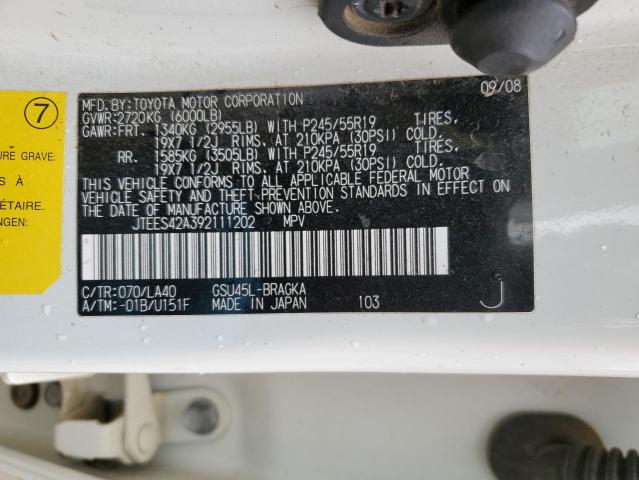 7
URE GRAVE:
S À
ÉTAIRE.
NGEN:
09/08
MFD.BY:TOYOTA MOTOR CORPORATION
GVWR:2720KG (6000LB)
GAWR:FRT. 1340KG (2955LB) WITH P245/55R19 TIRES,
19X7 1/2J RIMS, AT 210KPA (30PSI) COLD.
RR. 1585KG (3505LB) WITH P245/55R19 TIRES,
19X7 1/2J RIMS, AT 210KPA (30PSI) COLD.
THIS VEHICLE CONFORMS TO ALL APPLICABLE FEDERAL MOTOR
VEHICLE SAFETY AND THEFT PREVENTION STANDARDS IN EFFECT ON
THE DATE OF MANUFACTURE SHOWN ABOVE.
JTEES42A392111202 MPV
C/TR:070/LA40 GSU45L-BRAGKA
A/TM:-01B/U151F MADE IN JAPAN 103
J